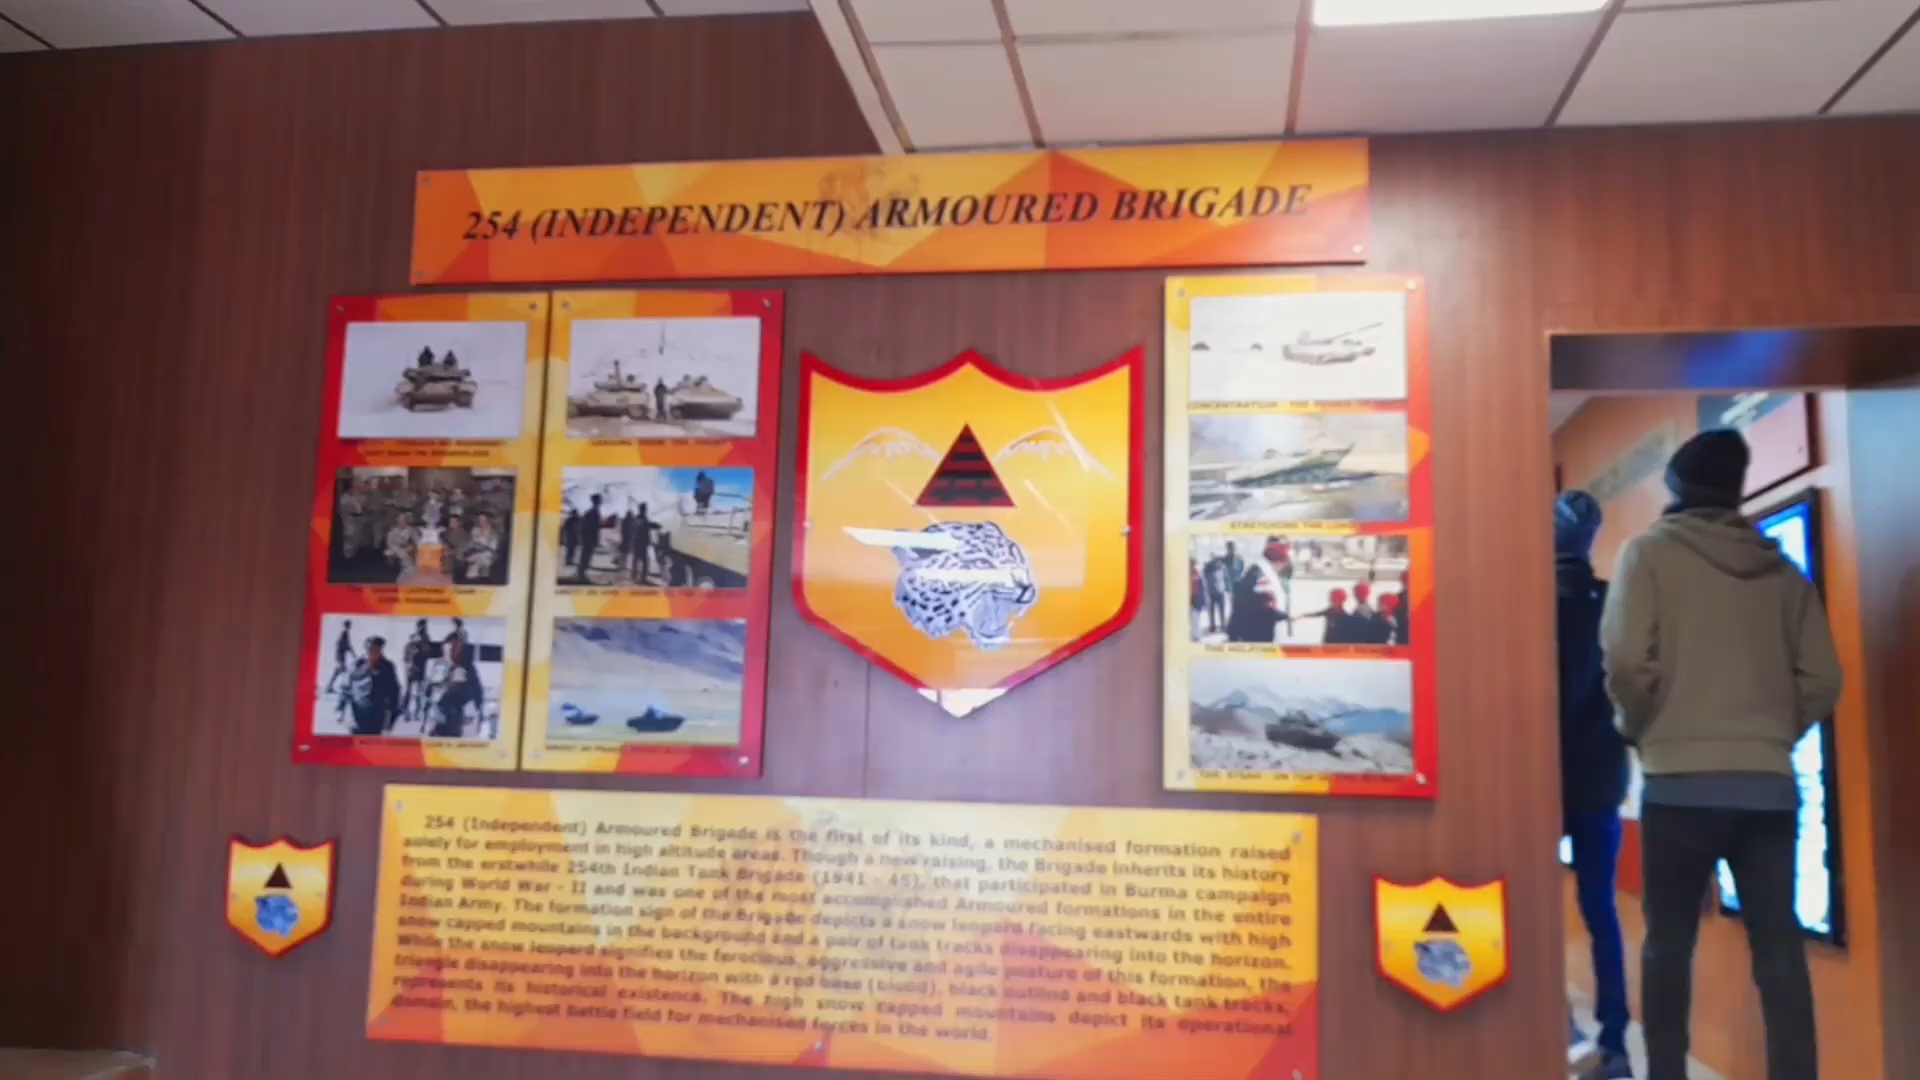 254 (INDEPENDENT) ARMOURED BRIGADE
STRETCHING THE LIMITS
254 (Independent) Armoured Brigade is the first of its kind, a mechanised formation raised
solely for employment in high altitude areas. Though a new raising, the Brigade inherits its history
from the erstwhile 254th Indian Tank Brigade (1941 - 45), that participated in Burma campaign
during World War - II and was one of the most accomplished Armoured formations in the entire
Indian Army. The formation sign of the Brigade depicts a snow leopard facing eastwards with high
snow capped mountains in the background and a pair of tank tracks disappearing into the horizon.
While the snow leopard signifies the ferocious, aggressive and agile posture of this formation, the
triangle disappearing into the horizon with a red base (blood), black outline and black tank tracks,
represents its historical existence. The high snow capped mountains depict its operational
domain, the highest battle field for mechanised forces in the world.